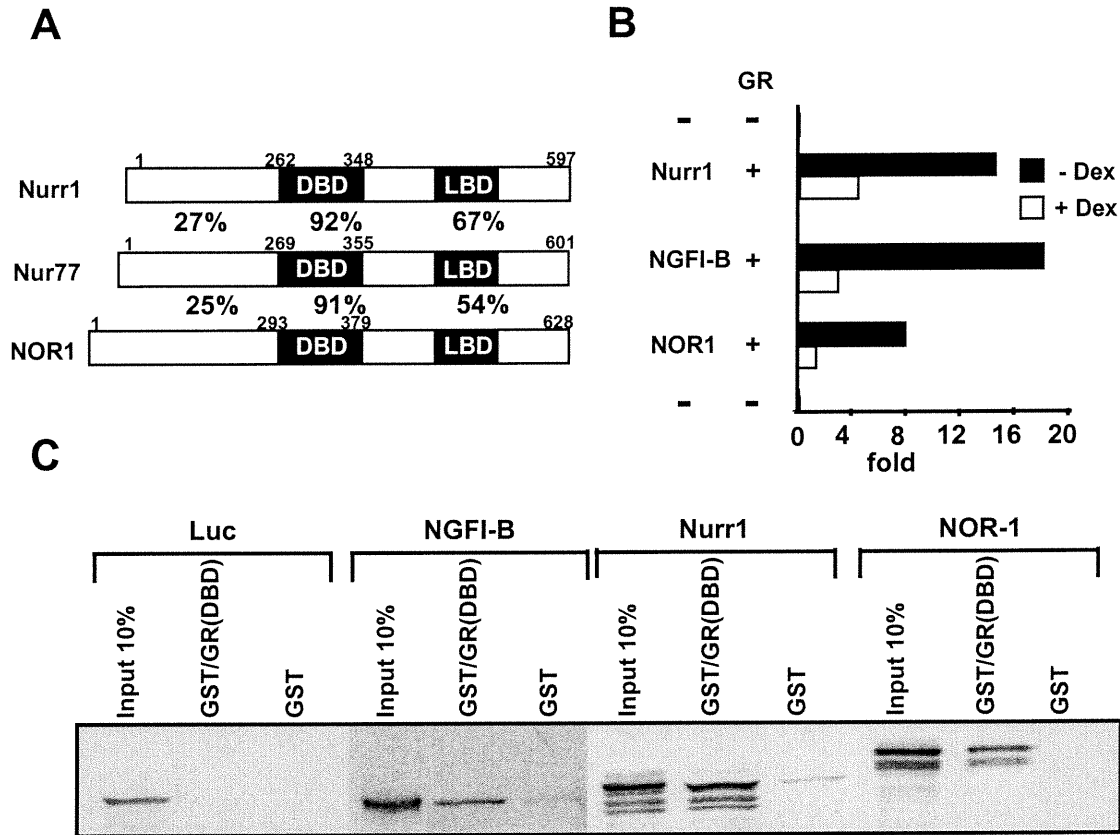 A
1 262 348 597
Nurr1 DBD LBD
27% 92% 67%
1 269 355 601
Nur77 DBD LBD
25% 91% 54%
1 293 379 628
NOR1 DBD LBD
B
GR
- -
Nurr1 +
NGFI-B +
NOR1 +
- -
- Dex
+ Dex
0 4 8 12 16 20
fold
C
Luc NGFI-B Nurr1 NOR-1
Input 10% GST/GR(DBD) GST Input 10% GST/GR(DBD) GST Input 10% GST/GR(DBD) GST Input 10% GST/GR(DBD) GST